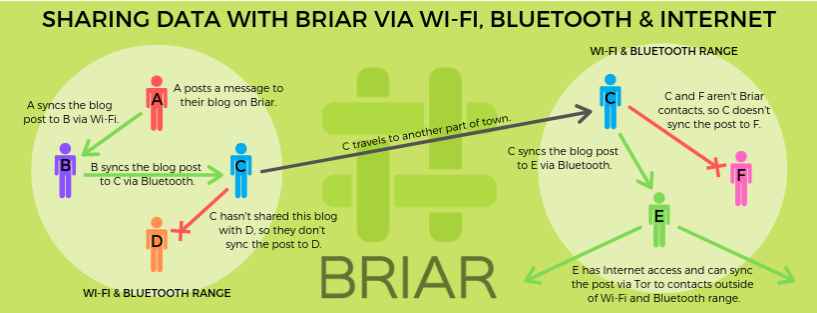 SHARING DATA WITH BRIAR VIA WI-FI, BLUETOOTH & INTERNET
A
A posts a message to
their blog on Briar.
A syncs the blog
post to B via Wi-Fi.
B
B syncs the blog post
to C via Bluetooth.
C
C hasn't shared this blog
with D, so they don't
sync the post to D.
D
WI-FI & BLUETOOTH RANGE
C travels to another part of town.
BRIAR
WI-FI & BLUETOOTH RANGE
C
C and F aren't Briar
contacts, so C doesn't
sync the post to F.
C syncs the blog post
to E via Bluetooth.
F
E
E has Internet access and can sync
the post via Tor to contacts outside
of Wi-Fi and Bluetooth range.